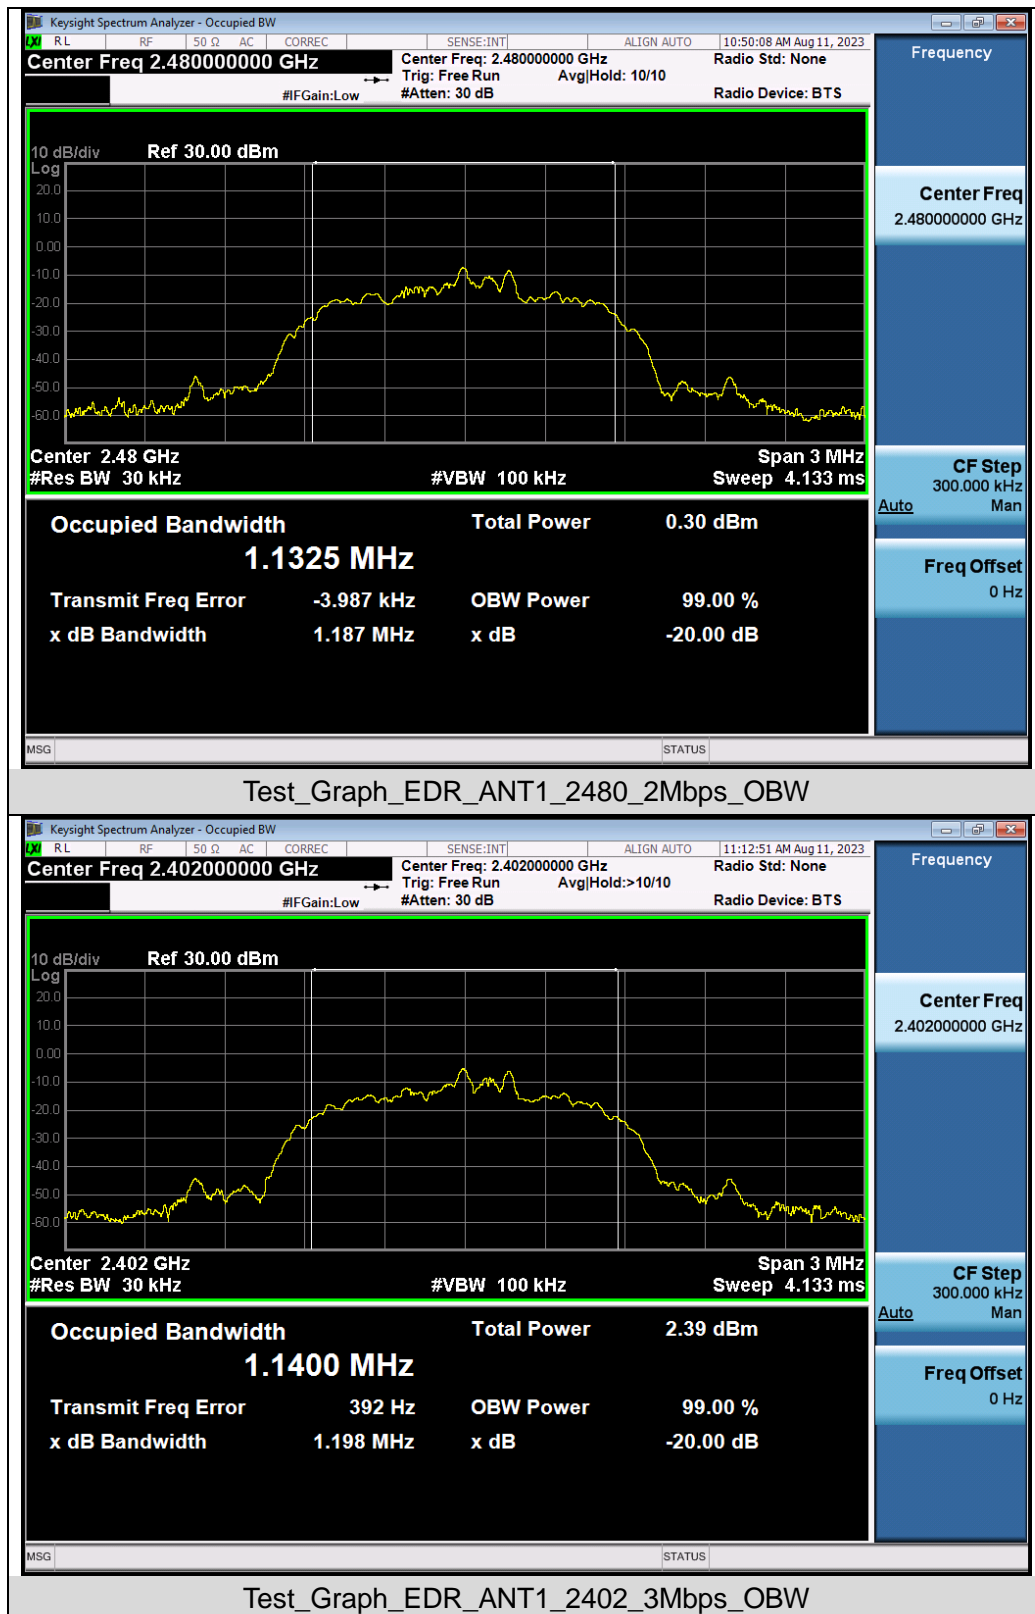 Keysight Spectrum Analyzer - Occupied BW
LXI RL RF 50 Ω AC CORREC SENSE:INT ALIGN AUTO 10:50:08 AM Aug 11, 2023
Center Freq 2.480000000 GHz
Center Freq: 2.480000000 GHz
Radio Std: None
Trig: Free Run Avg|Hold: 10/10
#IFGain:Low
#Atten: 30 dB
Radio Device: BTS
Frequency
10 dB/div Ref 30.00 dBm
Log
20.0
10.0
0.00
-10.0
-20.0
-30.0
-40.0
-50.0
-60.0
Center Freq
2.480000000 GHz
Center 2.48 GHz
Span 3 MHz
#Res BW 30 kHz
#VBW 100 kHz
Sweep 4.133 ms
CF Step
300.000 kHz
Auto Man
Occupied Bandwidth
Total Power 0.30 dBm
1.1325 MHz
Freq Offset
0 Hz
Transmit Freq Error -3.987 kHz OBW Power 99.00 %
x dB Bandwidth 1.187 MHz x dB -20.00 dB
MSG STATUS
Test_Graph_EDR_ANT1_2480_2Mbps_OBW
Keysight Spectrum Analyzer - Occupied BW
LXI RL RF 50 Ω AC CORREC SENSE:INT ALIGN AUTO 11:12:51 AM Aug 11, 2023
Center Freq 2.402000000 GHz
Center Freq: 2.402000000 GHz
Radio Std: None
Trig: Free Run Avg|Hold:>10/10
#IFGain:Low
#Atten: 30 dB
Radio Device: BTS
Frequency
10 dB/div Ref 30.00 dBm
Log
20.0
10.0
0.00
-10.0
-20.0
-30.0
-40.0
-50.0
-60.0
Center Freq
2.402000000 GHz
Center 2.402 GHz
Span 3 MHz
#Res BW 30 kHz
#VBW 100 kHz
Sweep 4.133 ms
CF Step
300.000 kHz
Auto Man
Occupied Bandwidth
Total Power 2.39 dBm
1.1400 MHz
Freq Offset
0 Hz
Transmit Freq Error 392 Hz OBW Power 99.00 %
x dB Bandwidth 1.198 MHz x dB -20.00 dB
MSG STATUS
Test_Graph_EDR_ANT1_2402_3Mbps_OBW